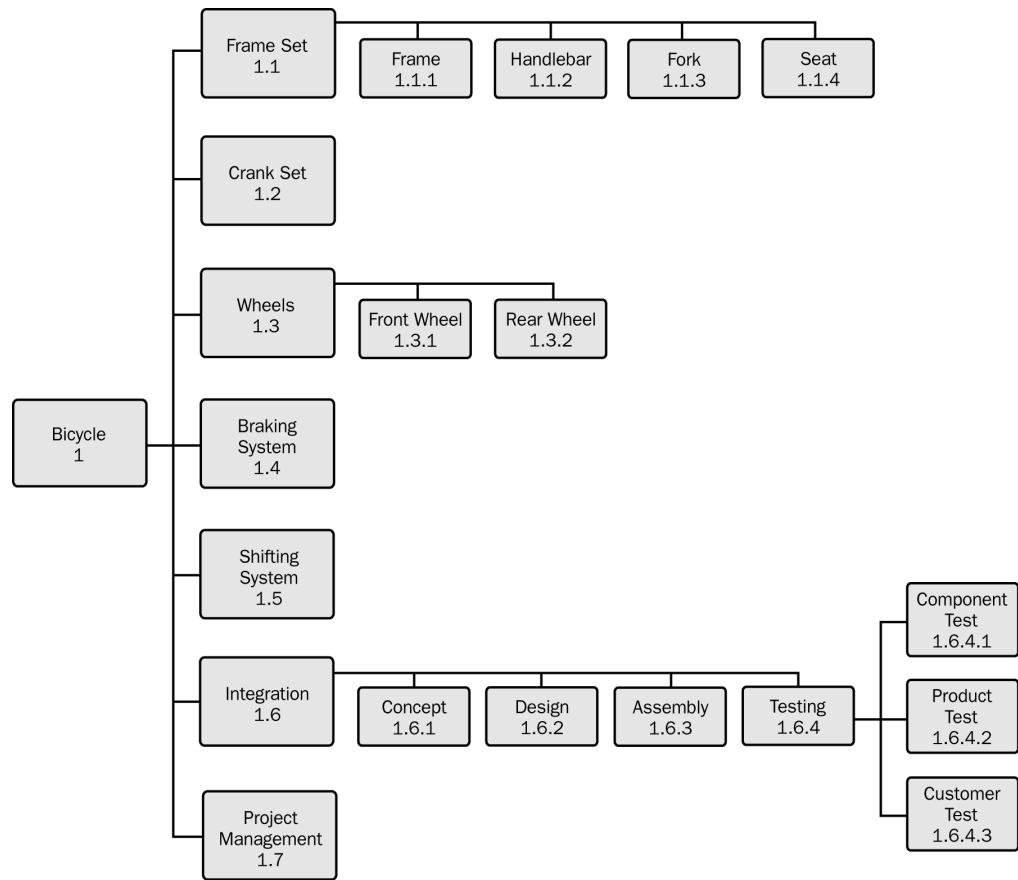 Frame Set
1.1
Frame
1.1.1
Handlebar
1.1.2
Fork
1.1.3
Seat
1.1.4
Crank Set
1.2
Wheels
1.3
Front Wheel
1.3.1
Rear Wheel
1.3.2
Bicycle
1
Braking
System
1.4
Shifting
System
1.5
Integration
1.6
Concept
1.6.1
Design
1.6.2
Assembly
1.6.3
Testing
1.6.4
Component
Test
1.6.4.1
Product
Test
1.6.4.2
Customer
Test
1.6.4.3
Project
Management
1.7